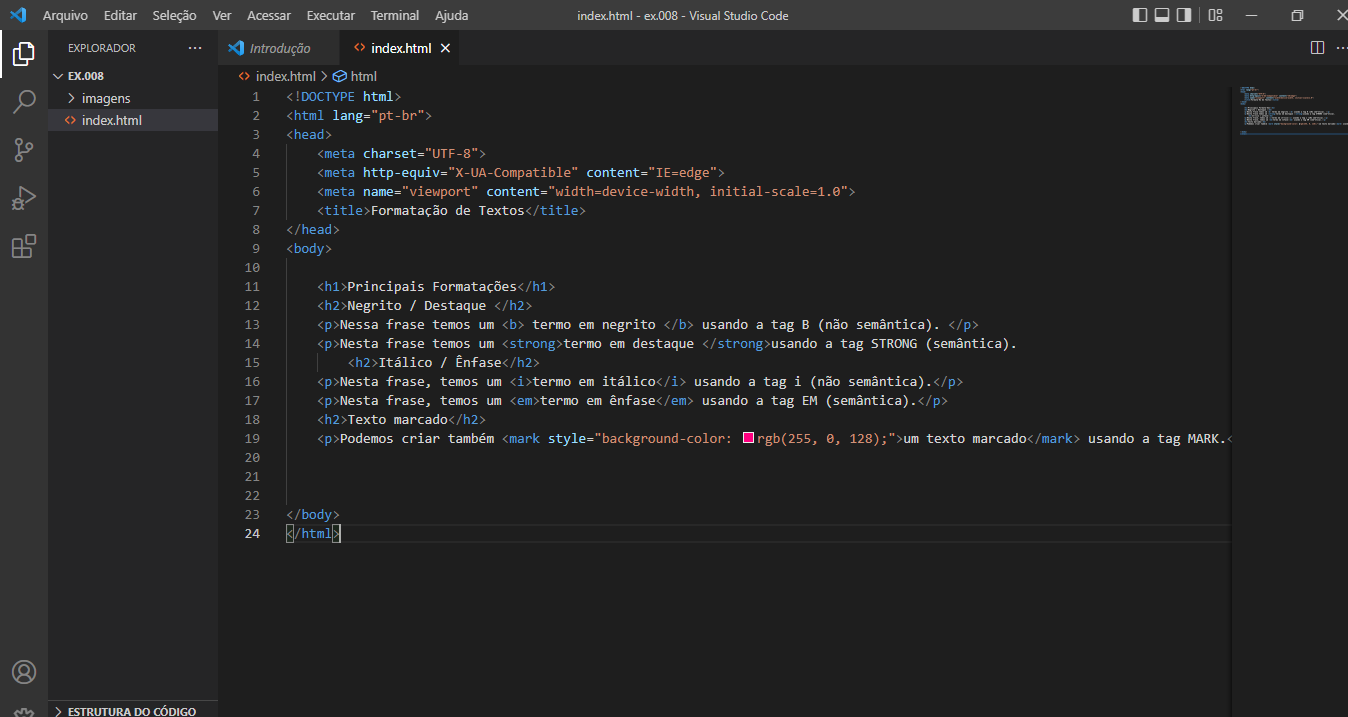 Arquivo Editar Seleção Ver Acessar Executar Terminal Ajuda
index.html - ex.008 - Visual Studio Code
EXPLORADOR
Introdução
index.html
EX.008
imagens
index.html
index.html > html
1 <!DOCTYPE html>
2 <html lang="pt-br">
3 <head>
4 <meta charset="UTF-8">
5 <meta http-equiv="X-UA-Compatible" content="IE=edge">
6 <meta name="viewport" content="width=device-width, initial-scale=1.0">
7 <title>Formatação de Textos</title>
8 </head>
9 <body>
10
11 <h1>Principais Formatações</h1>
12 <h2>Negrito / Destaque </h2>
13 <p>Nessa frase temos um <b> termo em negrito </b> usando a tag B (não semântica). </p>
14 <p>Nesta frase temos um <strong>termo em destaque </strong>usando a tag STRONG (semântica).
15 <h2>Itálico / Ênfase</h2>
16 <p>Nesta frase, temos um <i>termo em itálico</i> usando a tag i (não semântica).</p>
17 <p>Nesta frase, temos um <em>termo em ênfase</em> usando a tag EM (semântica).</p>
18 <h2>Texto marcado</h2>
19 <p>Podemos criar também <mark style="background-color: rgb(255, 0, 128);">um texto marcado</mark> usando a tag MARK.<
20
21
22
23 </body>
24 </html>
ESTRUTURA DO CÓDIGO